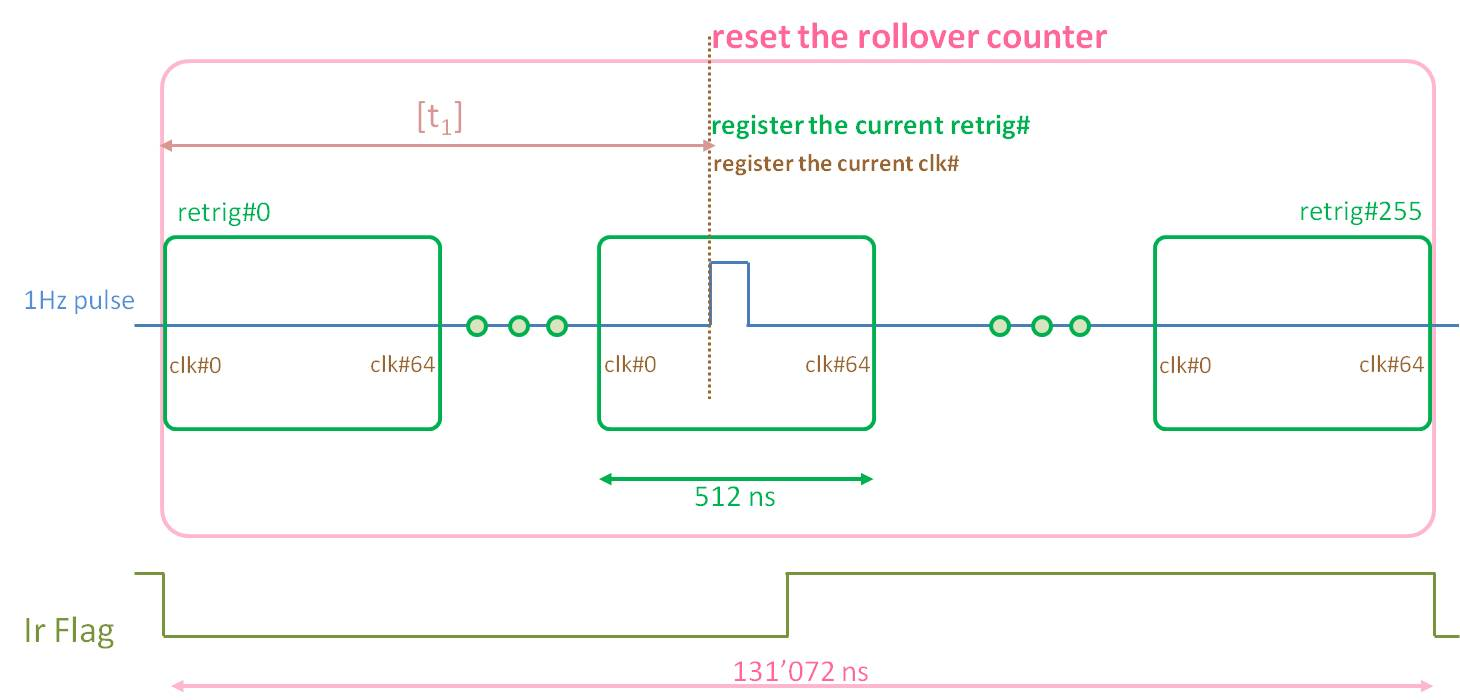 reset the rollover counter
[t1]
register the current retrig#
register the current clk#
retrig#0
retrig#255
1Hz pulse
clk#0
clk#64
clk#0
clk#64
clk#0
clk#64
512 ns
Ir Flag
131’072 ns